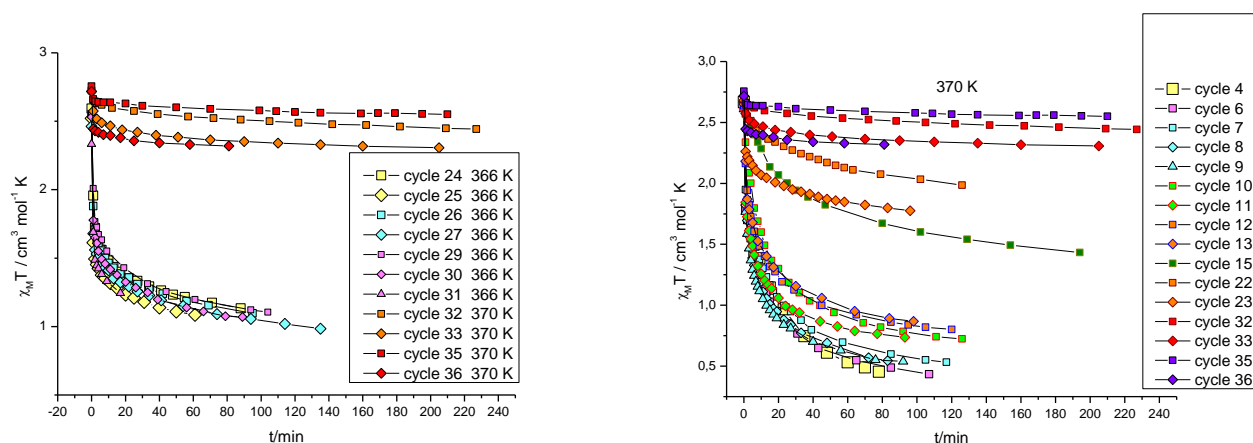 3
2
1
χMT / cm³ mol⁻¹ K
-20 0 20 40 60 80 100 120 140 160 180 200 220 240
t/min
cycle 24 366 K
cycle 25 366 K
cycle 26 366 K
cycle 27 366 K
cycle 29 366 K
cycle 30 366 K
cycle 31 366 K
cycle 32 370 K
cycle 33 370 K
cycle 35 370 K
cycle 36 370 K
370 K
3,0
2,5
2,0
1,5
1,0
0,5
χMT / cm³ mol⁻¹ K
0 20 40 60 80 100 120 140 160 180 200 220 240
t/min
cycle 4
cycle 6
cycle 7
cycle 8
cycle 9
cycle 10
cycle 11
cycle 12
cycle 13
cycle 15
cycle 22
cycle 23
cycle 32
cycle 33
cycle 35
cycle 36